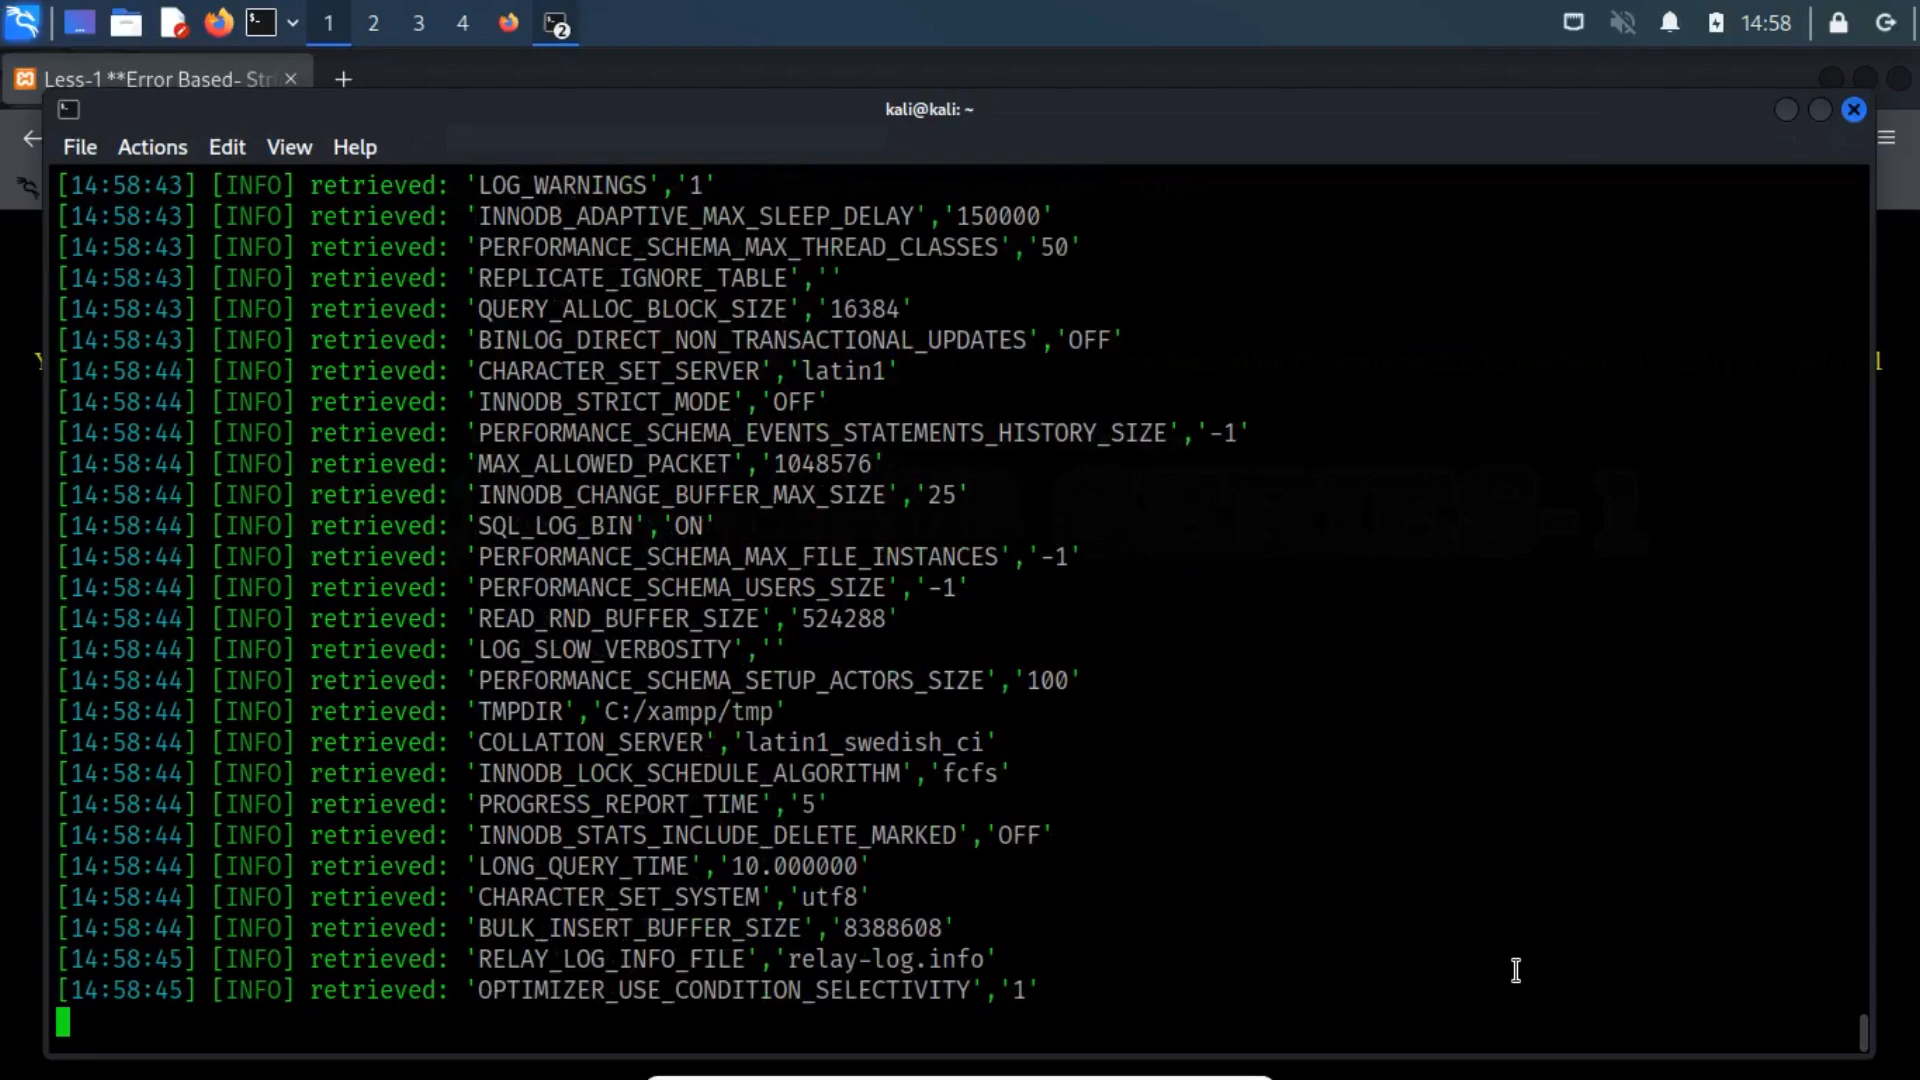 1 2 3 4 2 14:58
Less-1 **Error Based- Str
kali@kali: ~
File Actions Edit View Help
[14:58:43] [INFO] retrieved: 'LOG_WARNINGS','1'
[14:58:43] [INFO] retrieved: 'INNODB_ADAPTIVE_MAX_SLEEP_DELAY','150000'
[14:58:43] [INFO] retrieved: 'PERFORMANCE_SCHEMA_MAX_THREAD_CLASSES','50'
[14:58:43] [INFO] retrieved: 'REPLICATE_IGNORE_TABLE',''
[14:58:43] [INFO] retrieved: 'QUERY_ALLOC_BLOCK_SIZE','16384'
[14:58:43] [INFO] retrieved: 'BINLOG_DIRECT_NON_TRANSACTIONAL_UPDATES','OFF'
[14:58:44] [INFO] retrieved: 'CHARACTER_SET_SERVER','latin1'
[14:58:44] [INFO] retrieved: 'INNODB_STRICT_MODE','OFF'
[14:58:44] [INFO] retrieved: 'PERFORMANCE_SCHEMA_EVENTS_STATEMENTS_HISTORY_SIZE','-1'
[14:58:44] [INFO] retrieved: 'MAX_ALLOWED_PACKET','1048576'
[14:58:44] [INFO] retrieved: 'INNODB_CHANGE_BUFFER_MAX_SIZE','25'
[14:58:44] [INFO] retrieved: 'SQL_LOG_BIN','ON'
[14:58:44] [INFO] retrieved: 'PERFORMANCE_SCHEMA_MAX_FILE_INSTANCES','-1'
[14:58:44] [INFO] retrieved: 'PERFORMANCE_SCHEMA_USERS_SIZE','-1'
[14:58:44] [INFO] retrieved: 'READ_RND_BUFFER_SIZE','524288'
[14:58:44] [INFO] retrieved: 'LOG_SLOW_VERBOSITY',''
[14:58:44] [INFO] retrieved: 'PERFORMANCE_SCHEMA_SETUP_ACTORS_SIZE','100'
[14:58:44] [INFO] retrieved: 'TMPDIR','C:/xampp/tmp'
[14:58:44] [INFO] retrieved: 'COLLATION_SERVER','latin1_swedish_ci'
[14:58:44] [INFO] retrieved: 'INNODB_LOCK_SCHEDULE_ALGORITHM','fcfs'
[14:58:44] [INFO] retrieved: 'PROGRESS_REPORT_TIME','5'
[14:58:44] [INFO] retrieved: 'INNODB_STATS_INCLUDE_DELETE_MARKED','OFF'
[14:58:44] [INFO] retrieved: 'LONG_QUERY_TIME','10.000000'
[14:58:44] [INFO] retrieved: 'CHARACTER_SET_SYSTEM','utf8'
[14:58:44] [INFO] retrieved: 'BULK_INSERT_BUFFER_SIZE','8388608'
[14:58:45] [INFO] retrieved: 'RELAY_LOG_INFO_FILE','relay-log.info'
[14:58:45] [INFO] retrieved: 'OPTIMIZER_USE_CONDITION_SELECTIVITY','1'